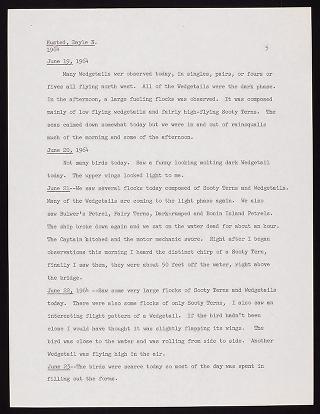 Husted, Dayle N.
1964 5
June 19, 1964
Many Wedgetails wer observed today, in singles, pairs, or fours or
fives all flying north west. All of the Wedgetails were the dark phase.
In the afternoon, a large fueling flocks was observed. It was composed
mainly of low flying wedgetails and fairly high-flying Sooty Terns. The
seas calmed down somewhat today but we were in and out of rainsqualls
much of the morning and some of the afternoon.
June 20, 1964
Not many birds today. Saw a funny looking molting dark Wedgetail
today. The upper wings looked light to me.
June 21--We saw several flocks today composed of Sooty Terns and Wedgetails.
Many of the Wedgetails are coming to the light phase again. We also
saw Bulwer's Petrel, Fairy Terns, Dark-rumped and Bonin Island Petrels.
The ship broke down again and we sat on the water dead for about an hour.
The Captain bitched and the motor mechanic swore. Right after I began
observations this morning I heard the distinct chirp of a Sooty Tern,
finally I saw them, they were about 50 feet off the water, right above
the bridge.
June 22, 1964 --Saw some very large flocks of Sooty Terns and Wedgetails
today. There were also some flocks of only Sooty Terns, I also saw an
interesting flight pattern of a Wedgetail. If the bird hadn't been
close I would have thought it was slightly flapping its wings. The
bird was close to the water and was rolling from side to side. Another
Wedgetail was flying high in the air.
June 23--The birds were scarce today so most of the day was spent in
filling out the forms.